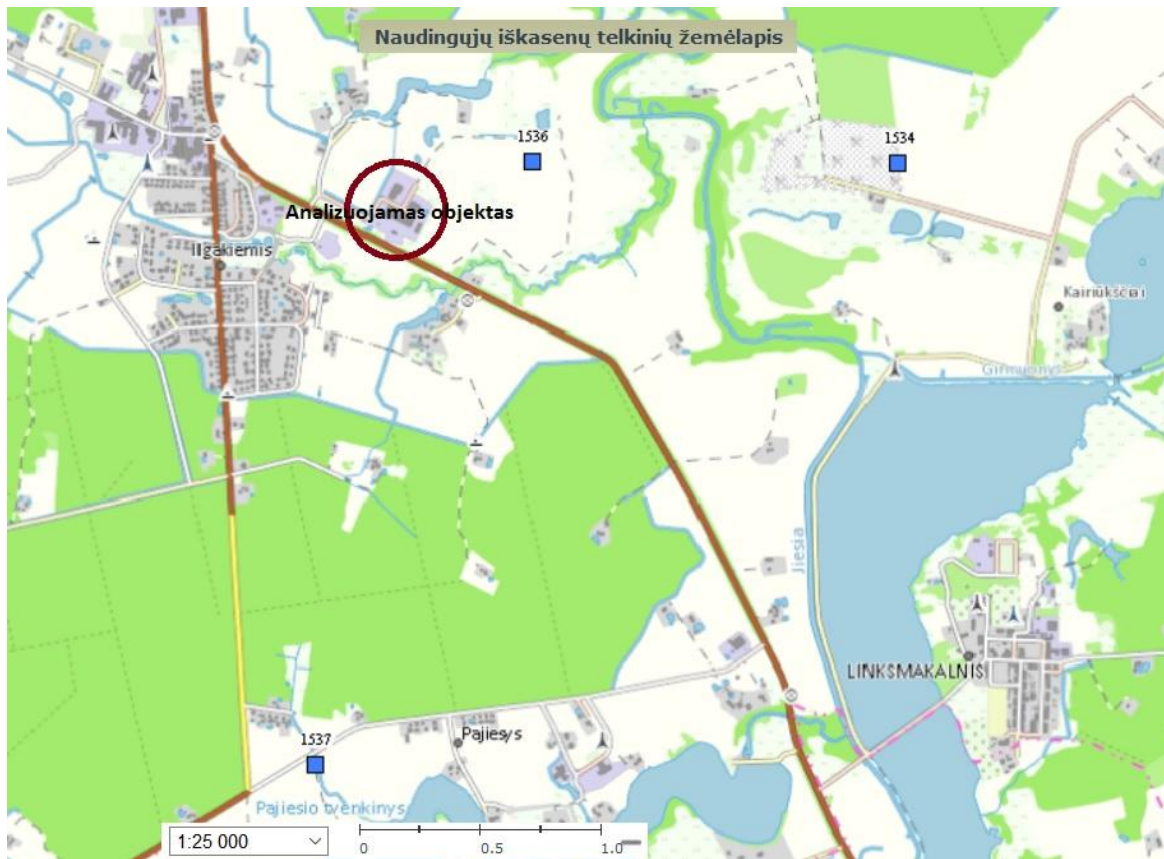 Naudingųjų iškasenų telkinių žemėlapis
1536
1534
Analizuojamas objektas
Ilgakiemis
Kairiūkščiai
Girmuonys
Jiesia
LINKSMAKALNIS
1537
Pajiesys
Pajiesio tvenkinys
1:25 000
0
0.5
1.0